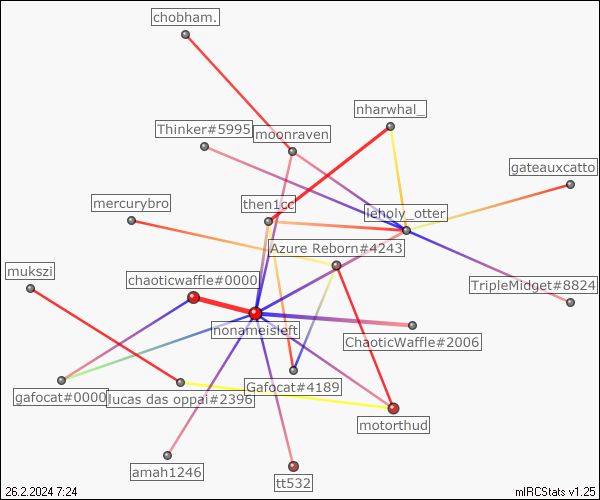 chobham.
nharwhal_
Thinker#5995
moonraven
gateauxcatto
mercurybro
then1cc
leholy_otter
Azure Reborn#4243
mukszi
chaoticwaffle#0000
TripleMidget#8824
nonameisleft
ChaoticWaffle#2006
gafocat#0000
lucas das oppai#2396
Gafocat#4189
motorthud
amah1246
tt532
26.2.2024 7:24
mIRCStats v1.25